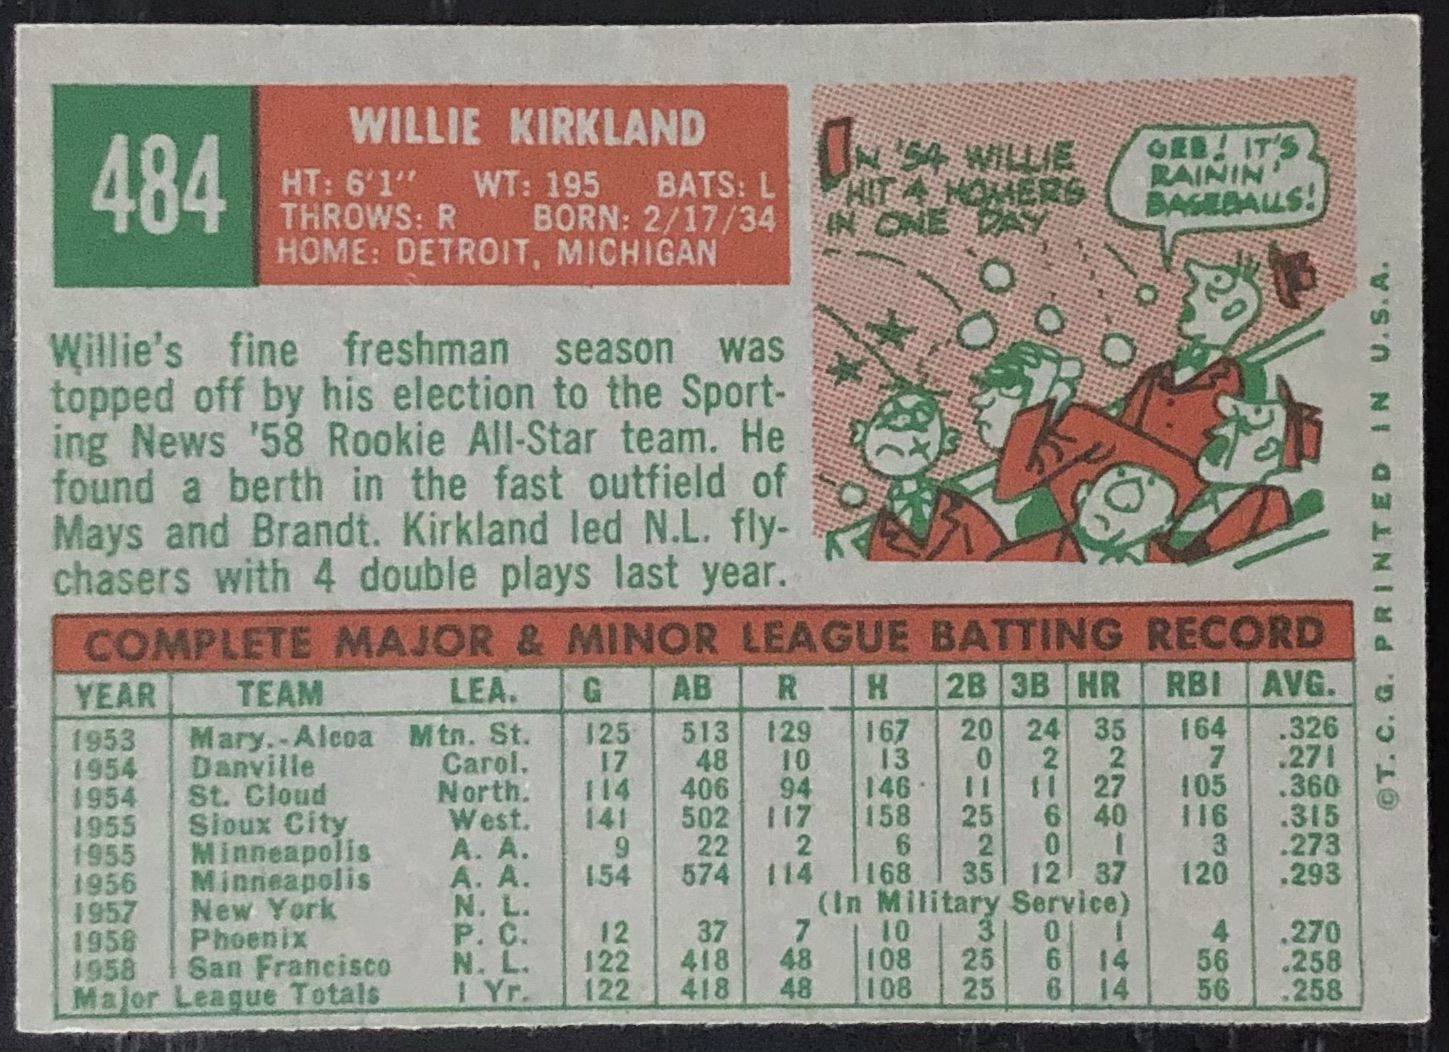 484
WILLIE KIRKLAND
HT: 6'1" WT: 195 BATS: L
THROWS: R BORN: 2/17/34
HOME: DETROIT, MICHIGAN
IN '54 WILLIE
HIT 4 HOMERS
IN ONE DAY
GEE! IT'S
RAININ'
BASEBALLS!
Willie's fine freshman season was
topped off by his election to the Sport-
ing News '58 Rookie All-Star team. He
found a berth in the fast outfield of
Mays and Brandt. Kirkland led N.L. fly-
chasers with 4 double plays last year.
COMPLETE MAJOR & MINOR LEAGUE BATTING RECORD
YEAR TEAM LEA. G AB R H 2B 3B HR RBI AVG.
1953 Mary.-Alcoa Mtn. St. 125 513 129 167 20 24 35 164 .326
1954 Danville Carol. 17 48 10 13 0 2 2 7 .271
1954 St. Cloud North. 114 406 94 146 11 11 27 105 .360
1955 Sioux City West. 141 502 117 158 25 6 40 116 .315
1955 Minneapolis A. A. 9 22 2 6 2 0 1 3 .273
1956 Minneapolis A. A. 154 574 114 168 35 12 37 120 .293
1957 New York N. L. (In Military Service)
1958 Phoenix P. C. 12 37 7 10 3 0 1 4 .270
1958 San Francisco N. L. 122 418 48 108 25 6 14 56 .258
Major League Totals 1 Yr. 122 418 48 108 25 6 14 56 .258
©T.C.G. PRINTED IN U.S.A.